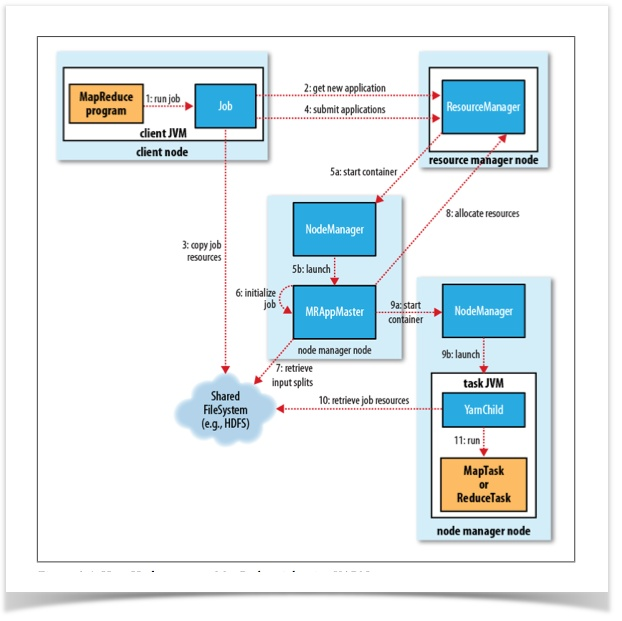 MapReduce
program
1: run job
Job
client JVM
client node
2: get new application
4: submit applications
ResourceManager
resource manager node
5a: start container
8: allocate resources
3: copy job
resources
NodeManager
5b: launch
6: initialize
job
MRAppMaster
node manager node
9a: start
container
NodeManager
9b: launch
7: retrieve
input splits
Shared
FileSystem
(e.g., HDFS)
10: retrieve job resources
task JVM
YarnChild
11: run
MapTask
or
ReduceTask
node manager node